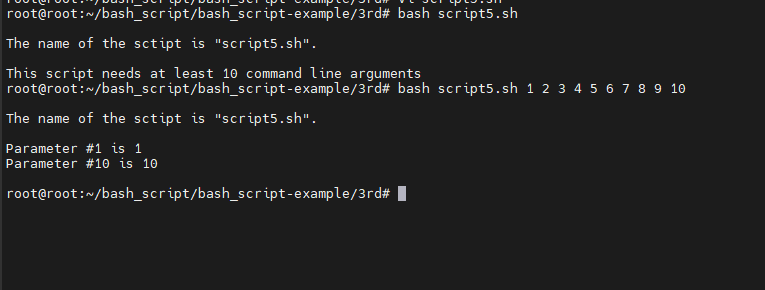 root@root:~/bash_script/bash_script-example/3rd# vi script5.sh
root@root:~/bash_script/bash_script-example/3rd# bash script5.sh
The name of the sctipt is "script5.sh".
This script needs at least 10 command line arguments
root@root:~/bash_script/bash_script-example/3rd# bash script5.sh 1 2 3 4 5 6 7 8 9 10
The name of the sctipt is "script5.sh".
Parameter #1 is 1
Parameter #10 is 10
root@root:~/bash_script/bash_script-example/3rd#